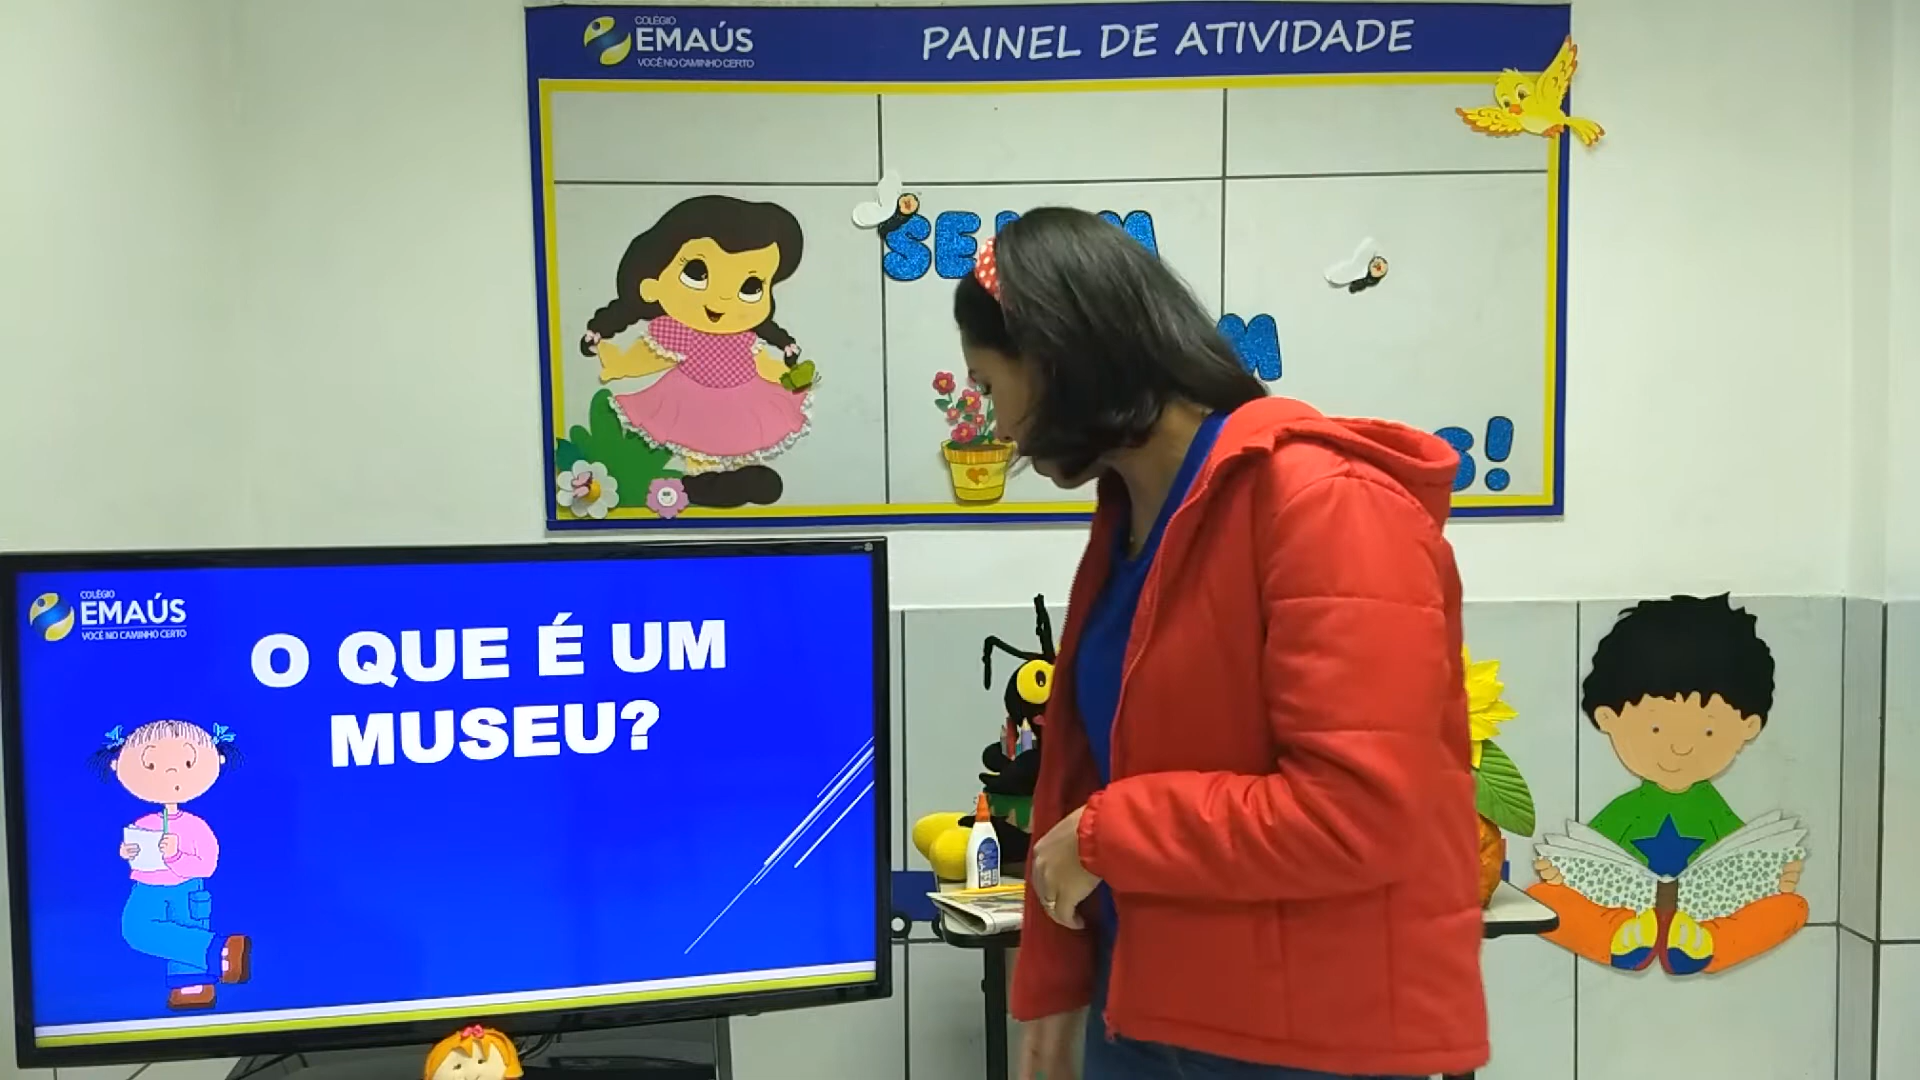 COLÉGIO
EMAÚS
VOCÊ NO CAMINHO CERTO
PAINEL DE ATIVIDADE
COLÉGIO
EMAÚS
VOCÊ NO CAMINHO CERTO
O QUE É UM
MUSEU?